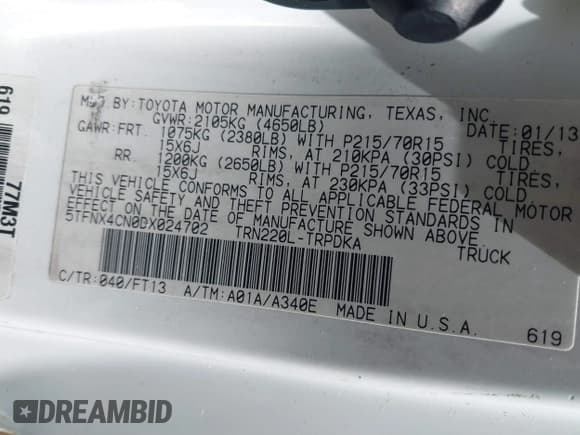 MFD BY:TOYOTA MOTOR MANUFACTURING, TEXAS, INC.
GVWR:2105KG (4650LB) DATE:01/13
GAWR:FRT. 1075KG (2380LB) WITH P215/70R15 TIRES,
15X6J RIMS, AT 210KPA (30PSI) COLD
RR. 1200KG (2650LB) WITH P215/70R15 TIRES,
15X6J RIMS, AT 230KPA (33PSI) COLD
THIS VEHICLE CONFORMS TO ALL APPLICABLE FEDERAL MOTOR
VEHICLE SAFETY AND THEFT PREVENTION STANDARDS IN
EFFECT ON THE DATE OF MANUFACTURE SHOWN ABOVE.
5TFNX4CN0DX024702 TRN220L-TRPDKA TRUCK
C/TR:040/FT13 A/TM:A01A/A340E MADE IN U.S.A.
619
619 77M3T
DREAMBID